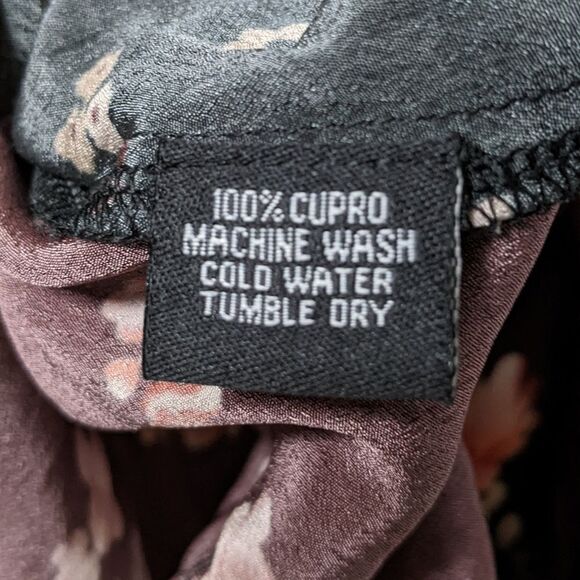 100% CUPRO
MACHINE WASH
COLD WATER
TUMBLE DRY